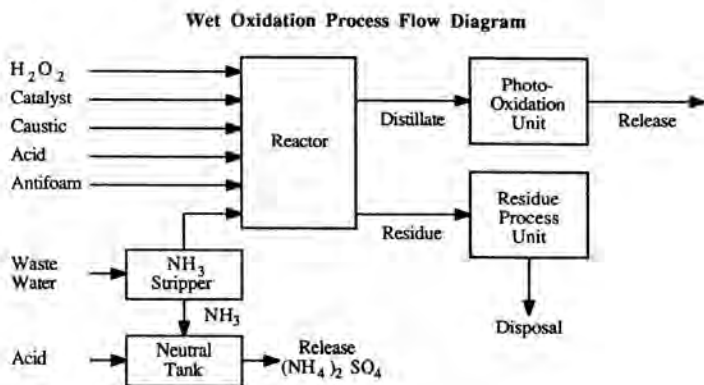 Wet Oxidation Process Flow Diagram
H2O2
Catalyst
Caustic
Acid
Antifoam
Reactor
Distillate
Photo-
Oxidation
Unit
Release
Residue
Residue
Process
Unit
Disposal
Waste
Water
NH3
Stripper
NH3
Acid
Neutral
Tank
Release
(NH4)2 SO4